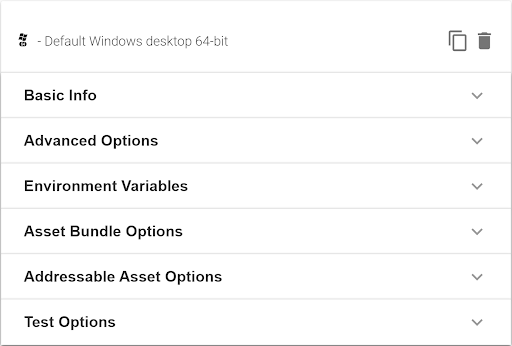 - Default Windows desktop 64-bit
Basic Info
Advanced Options
Environment Variables
Asset Bundle Options
Addressable Asset Options
Test Options